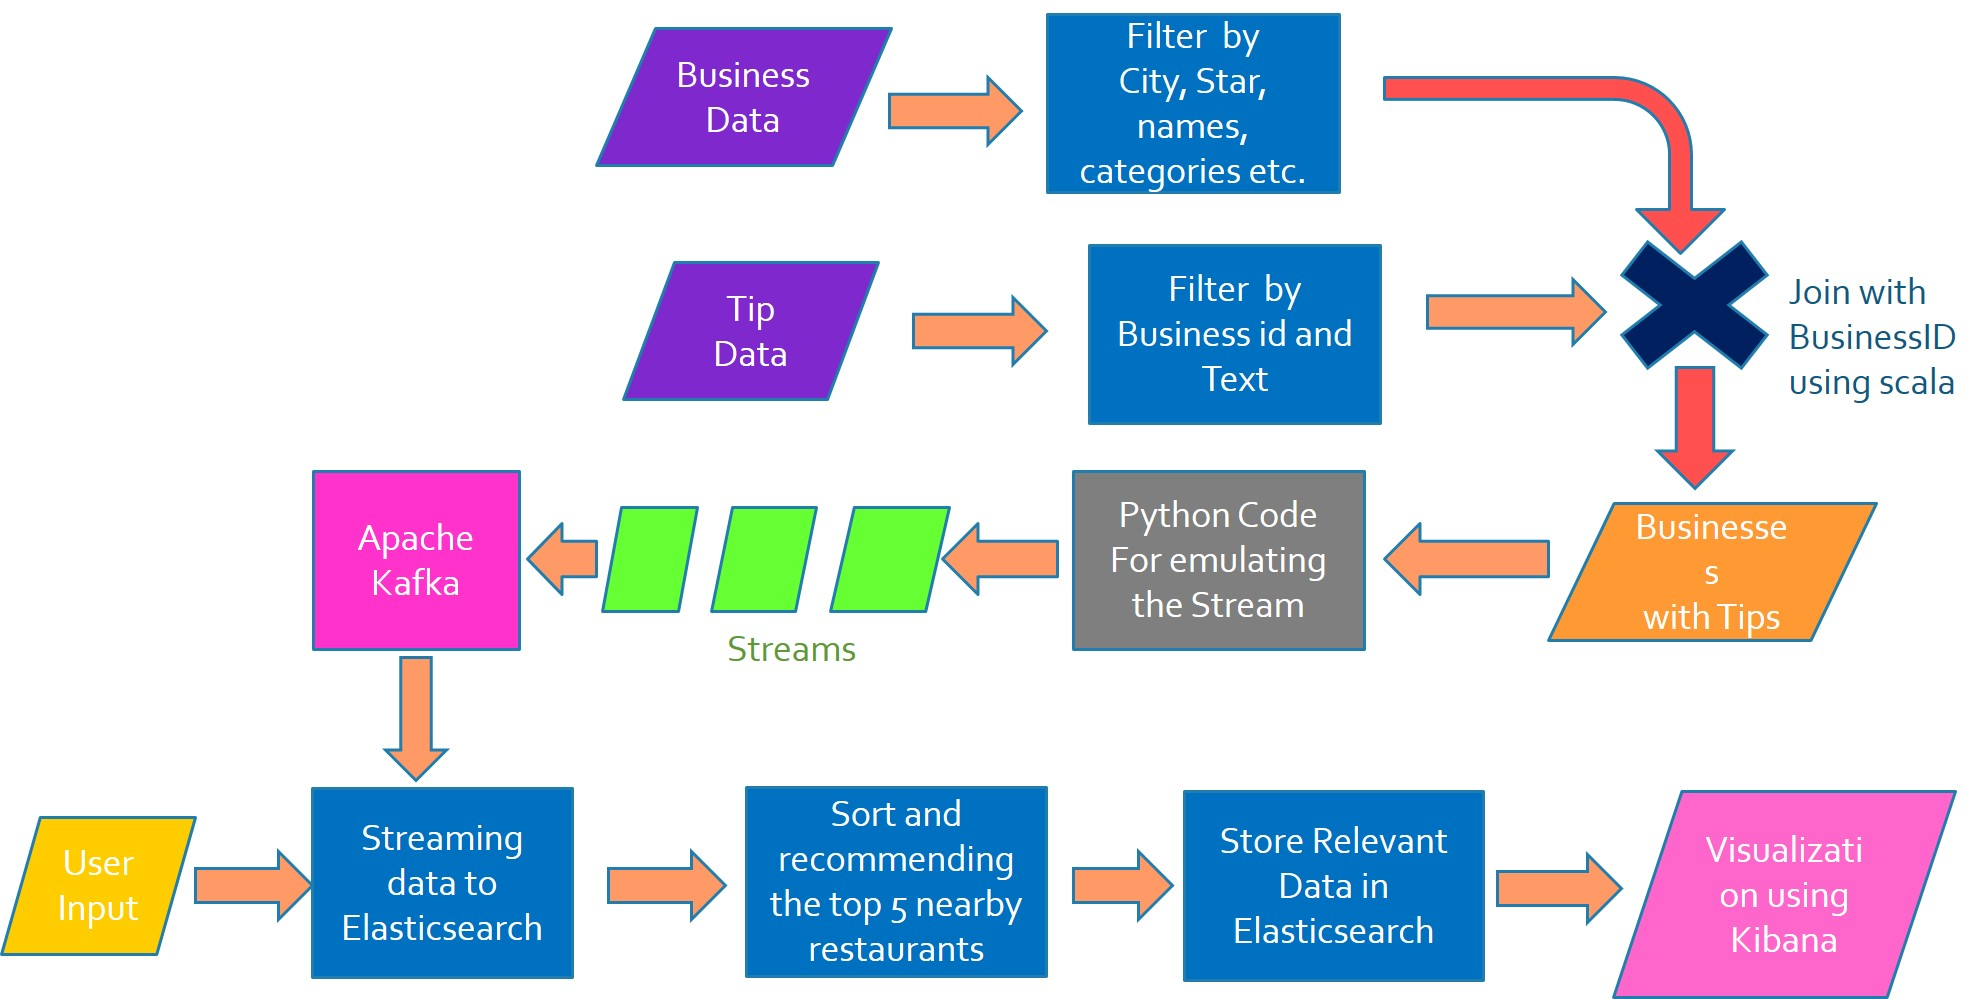 Business
Data
Filter by
City, Star,
names,
categories etc.
Tip
Data
Filter by
Business id and
Text
Join with
BusinessID
using scala
Apache
Kafka
Streams
Python Code
For emulating
the Stream
Businesse
s
with Tips
User
Input
Streaming
data to
Elasticsearch
Sort and
recommending
the top 5 nearby
restaurants
Store Relevant
Data in
Elasticsearch
Visualizati
on using
Kibana